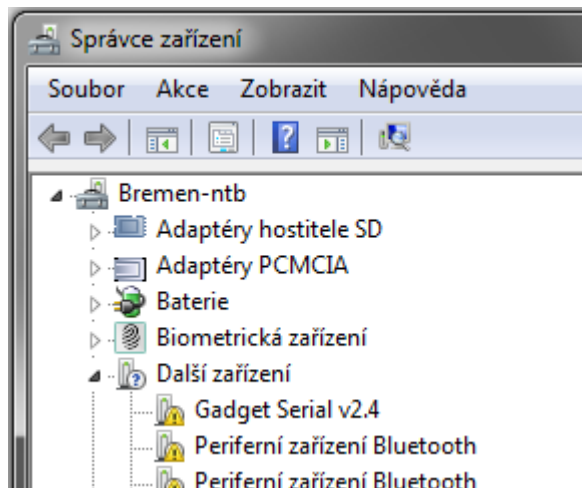 Správce zařízení
Soubor Akce Zobrazit Nápověda
Bremen-ntb
Adaptéry hostitele SD
Adaptéry PCMCIA
Baterie
Biometrická zařízení
Další zařízení
Gadget Serial v2.4
Periferní zařízení Bluetooth
Periferní zařízení Bluetooth